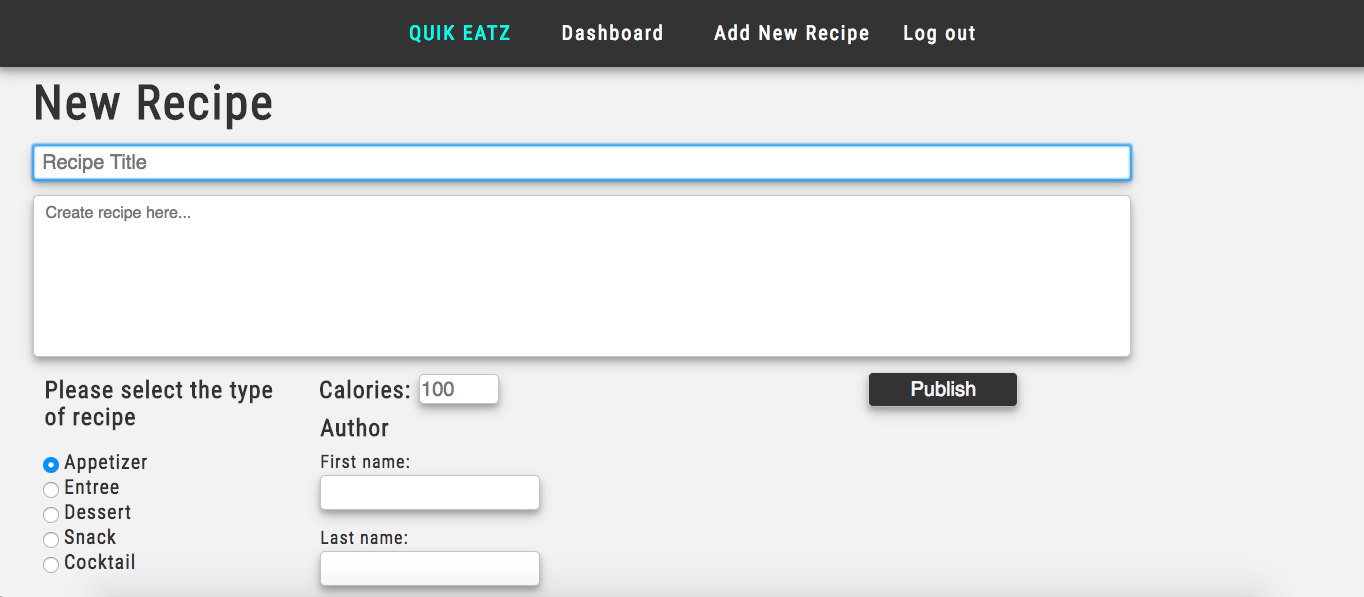 QUIK EATZ Dashboard Add New Recipe Log out
New Recipe
Recipe Title
Create recipe here...
Please select the type
of recipe
Appetizer
Entree
Dessert
Snack
Cocktail
Calories: 100
Author
First name:
Last name:
Publish